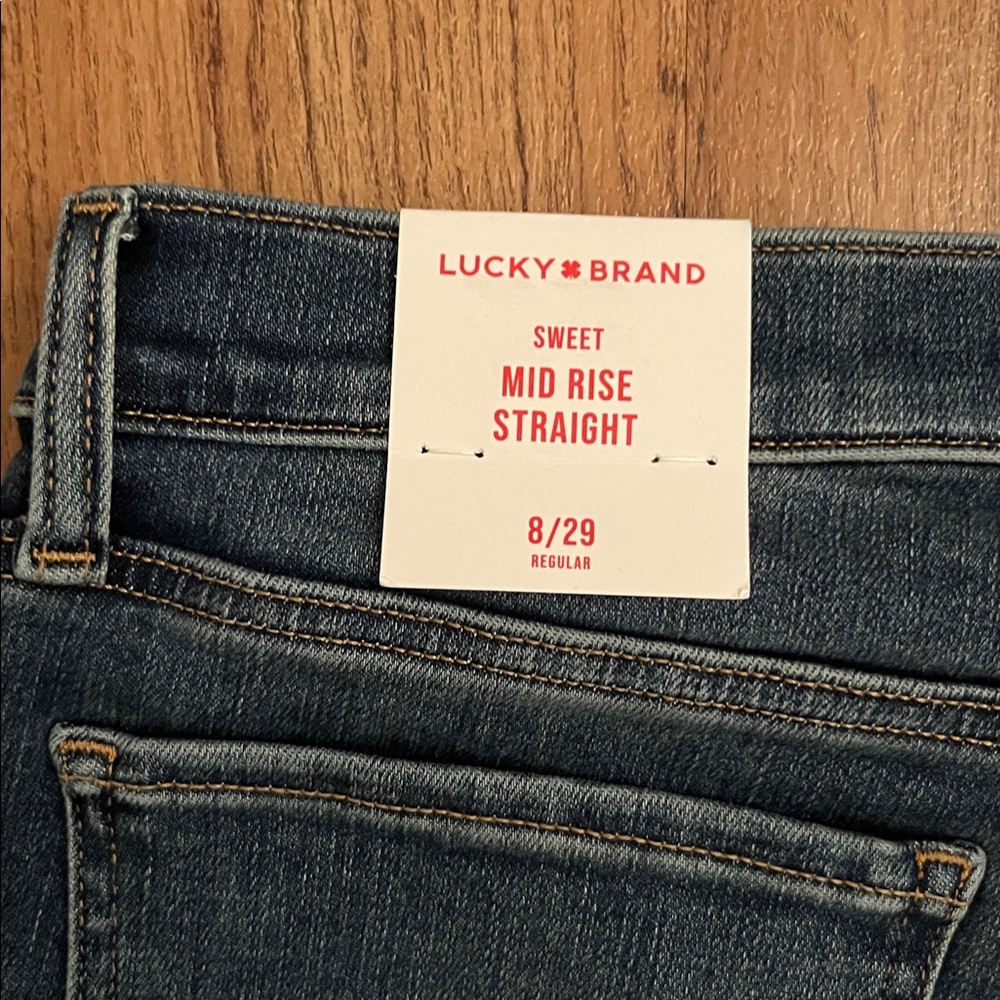 LUCKY BRAND
SWEET
MID RISE
STRAIGHT
8/29
REGULAR